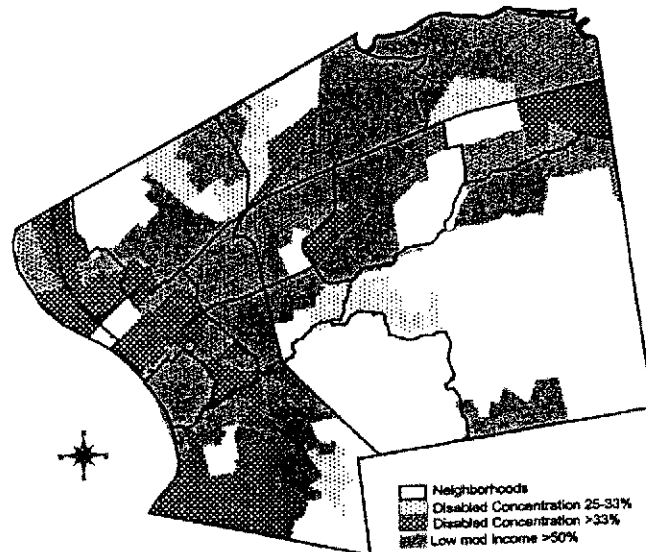 Neighborhoods
Disabled Concentration 25-33%
Disabled Concentration >33%
Low mod Income >50%